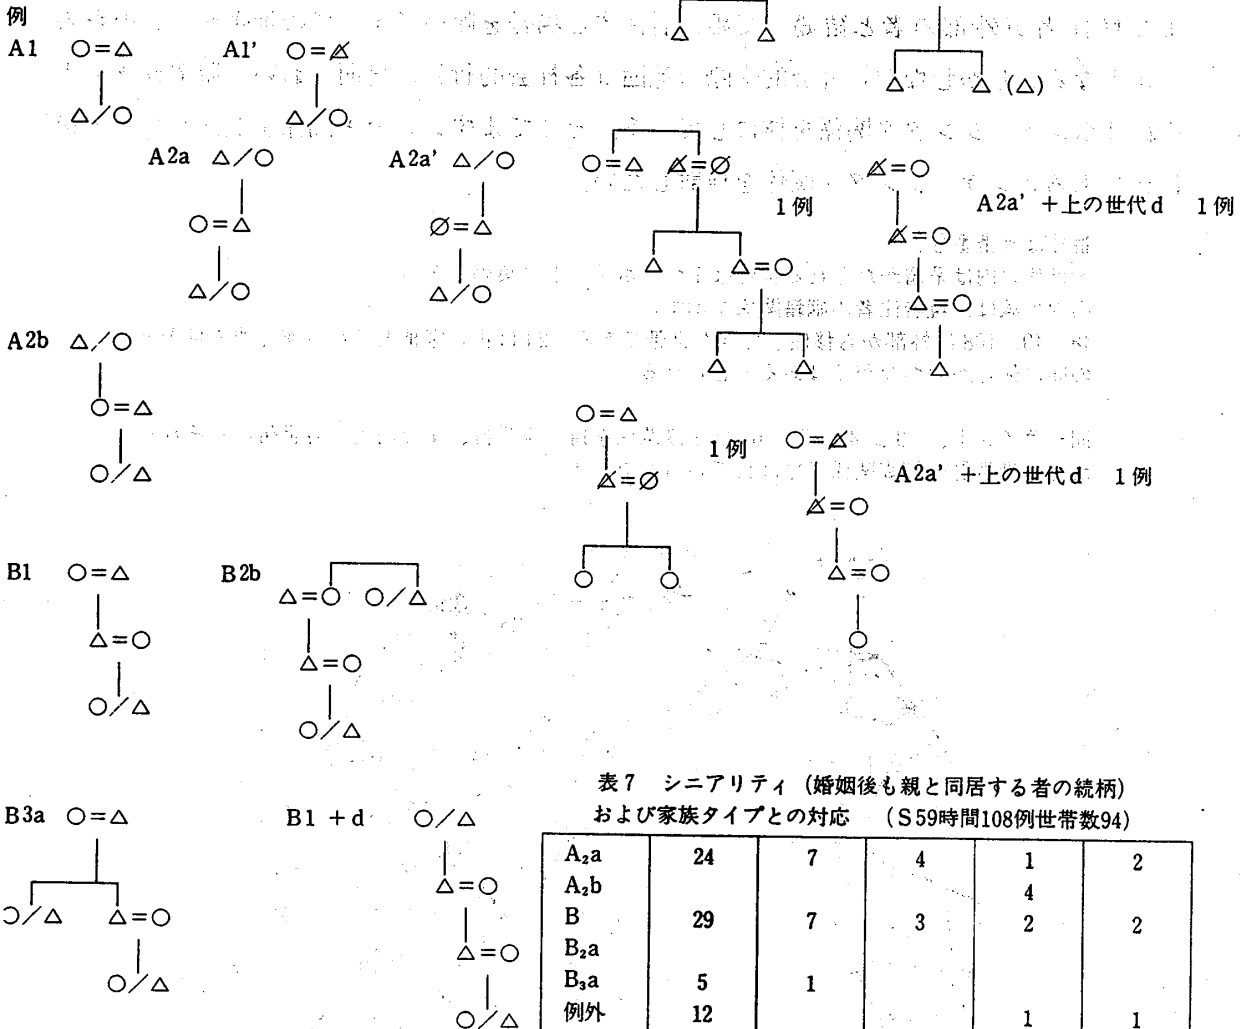 例
A1 ○=△
A1'
△/○
△/○
(△)
A2a △/○
A2a' △/○
○=△
1例
A2a' +上の世代d 1例
○=△
△=○
△/○
△/○
△=○
A2b △/○
○=△
○=△
1例
A2a' +上の世代d 1例
○/△
B1 ○=△
B2b
△=○ ○/△
△=○
△=○
△=○
○/△
○/△
B3a ○=△
B1 +d ○/△
○/△ △=○
△=○
△=○
○/△
○/△
表7 シニアリティ(婚姻後も親と同居する者の続柄)
および家族タイプとの対応 (S59時間108例世帯数94)
A₂a 24 7 4 1 2
A₂b 4
B 29 7 3 2 2
B₂a
B₃a 5 1
例外 12 1 1